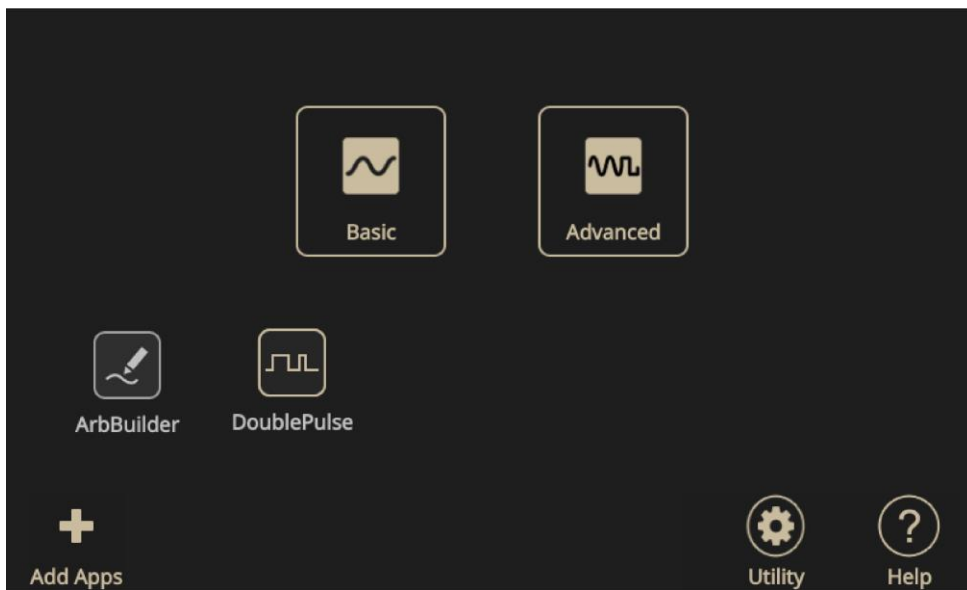 Basic
Advanced
ArbBuilder
DoublePulse
Add Apps
Utility
?
Help